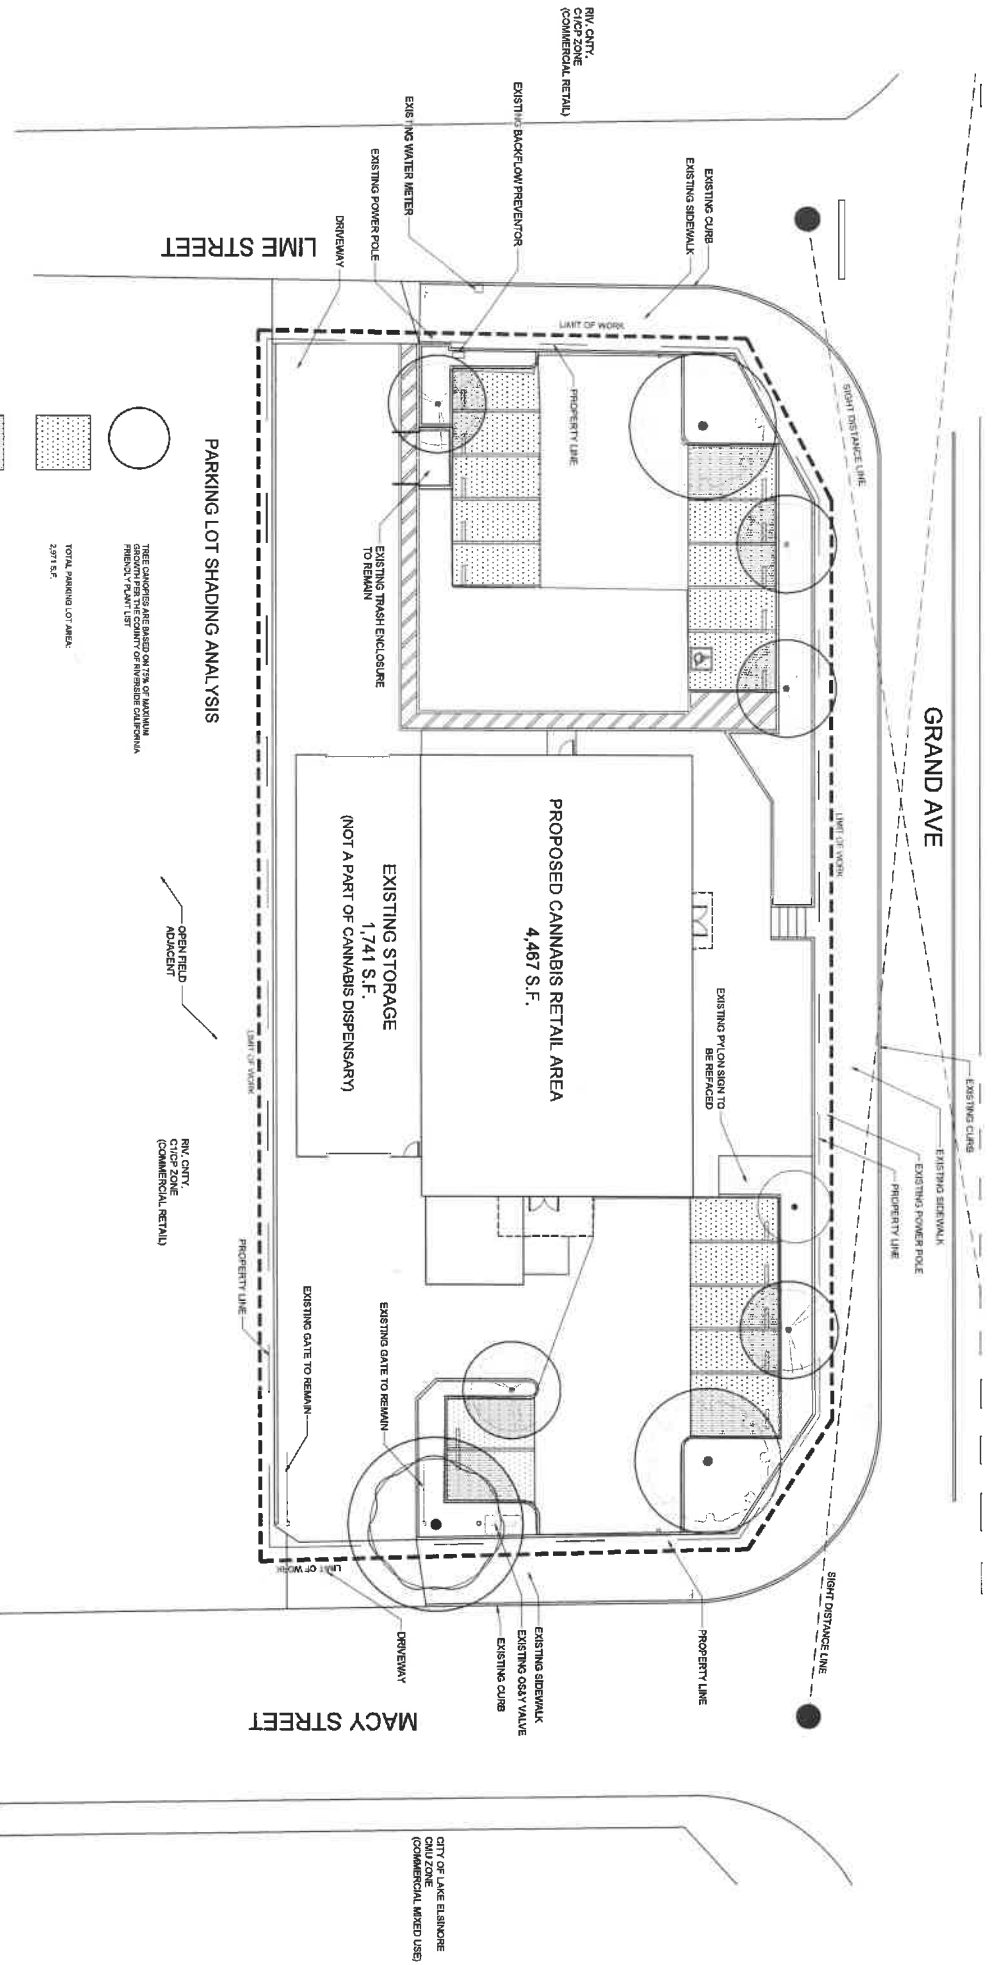 RIV. CNTY.
C1/CP ZONE
(COMMERCIAL RETAIL)
EXISTING WATER METER
EXISTING BACKFLOW PREVENTOR
EXISTING POWER POLE
DRIVEWAY
EXISTING CURB
EXISTING SIDEWALK
LIME STREET
LIMIT OF WORK
PROPERTY LINE
SIGHT DISTANCE LINE
GRAND AVE
EXISTING TRASH ENCLOSURE
TO REMAIN
PARKING LOT SHADING ANALYSIS
TREE CANOPIES ARE BASED ON 75% OF MAXIMUM
GROWTH PER THE COUNTY OF RIVERSIDE CALIFORNIA
FRIENDLY PLANT LIST
TOTAL PARKING LOT AREA:
2,971 S.F.
PROPOSED CANNABIS RETAIL AREA
4,467 S.F.
EXISTING STORAGE
1,741 S.F.
(NOT A PART OF CANNABIS DISPENSARY)
LIMIT OF WORK
OPEN FIELD
ADJACENT
LIMIT OF WORK
PROPERTY LINE
RIV. CNTY.
C1/CP ZONE
(COMMERCIAL RETAIL)
EXISTING PYLON SIGN TO
BE REFACED
EXISTING CURB
EXISTING SIDEWALK
EXISTING POWER POLE
PROPERTY LINE
EXISTING GATE TO REMAIN
EXISTING GATE TO REMAIN
LIMIT OF WORK
DRIVEWAY
EXISTING CURB
EXISTING OS&Y VALVE
EXISTING SIDEWALK
PROPERTY LINE
SIGHT DISTANCE LINE
MACY STREET
CITY OF LAKE ELSINORE
CMU ZONE
(COMMERCIAL MIXED USE)